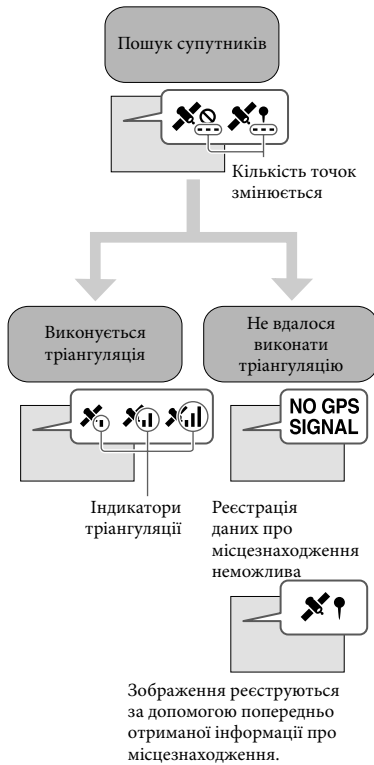 Пошук супутників
Кількість точок
змінюється
Виконується
тріангуляція
Не вдалося
виконати
тріангуляцію
NO GPS
SIGNAL
Індикатори
тріангуляції
Реєстрація
даних про
місцезнаходження
неможлива
Зображення реєструються
за допомогою попередньо
отриманої інформації про
місцезнаходження.